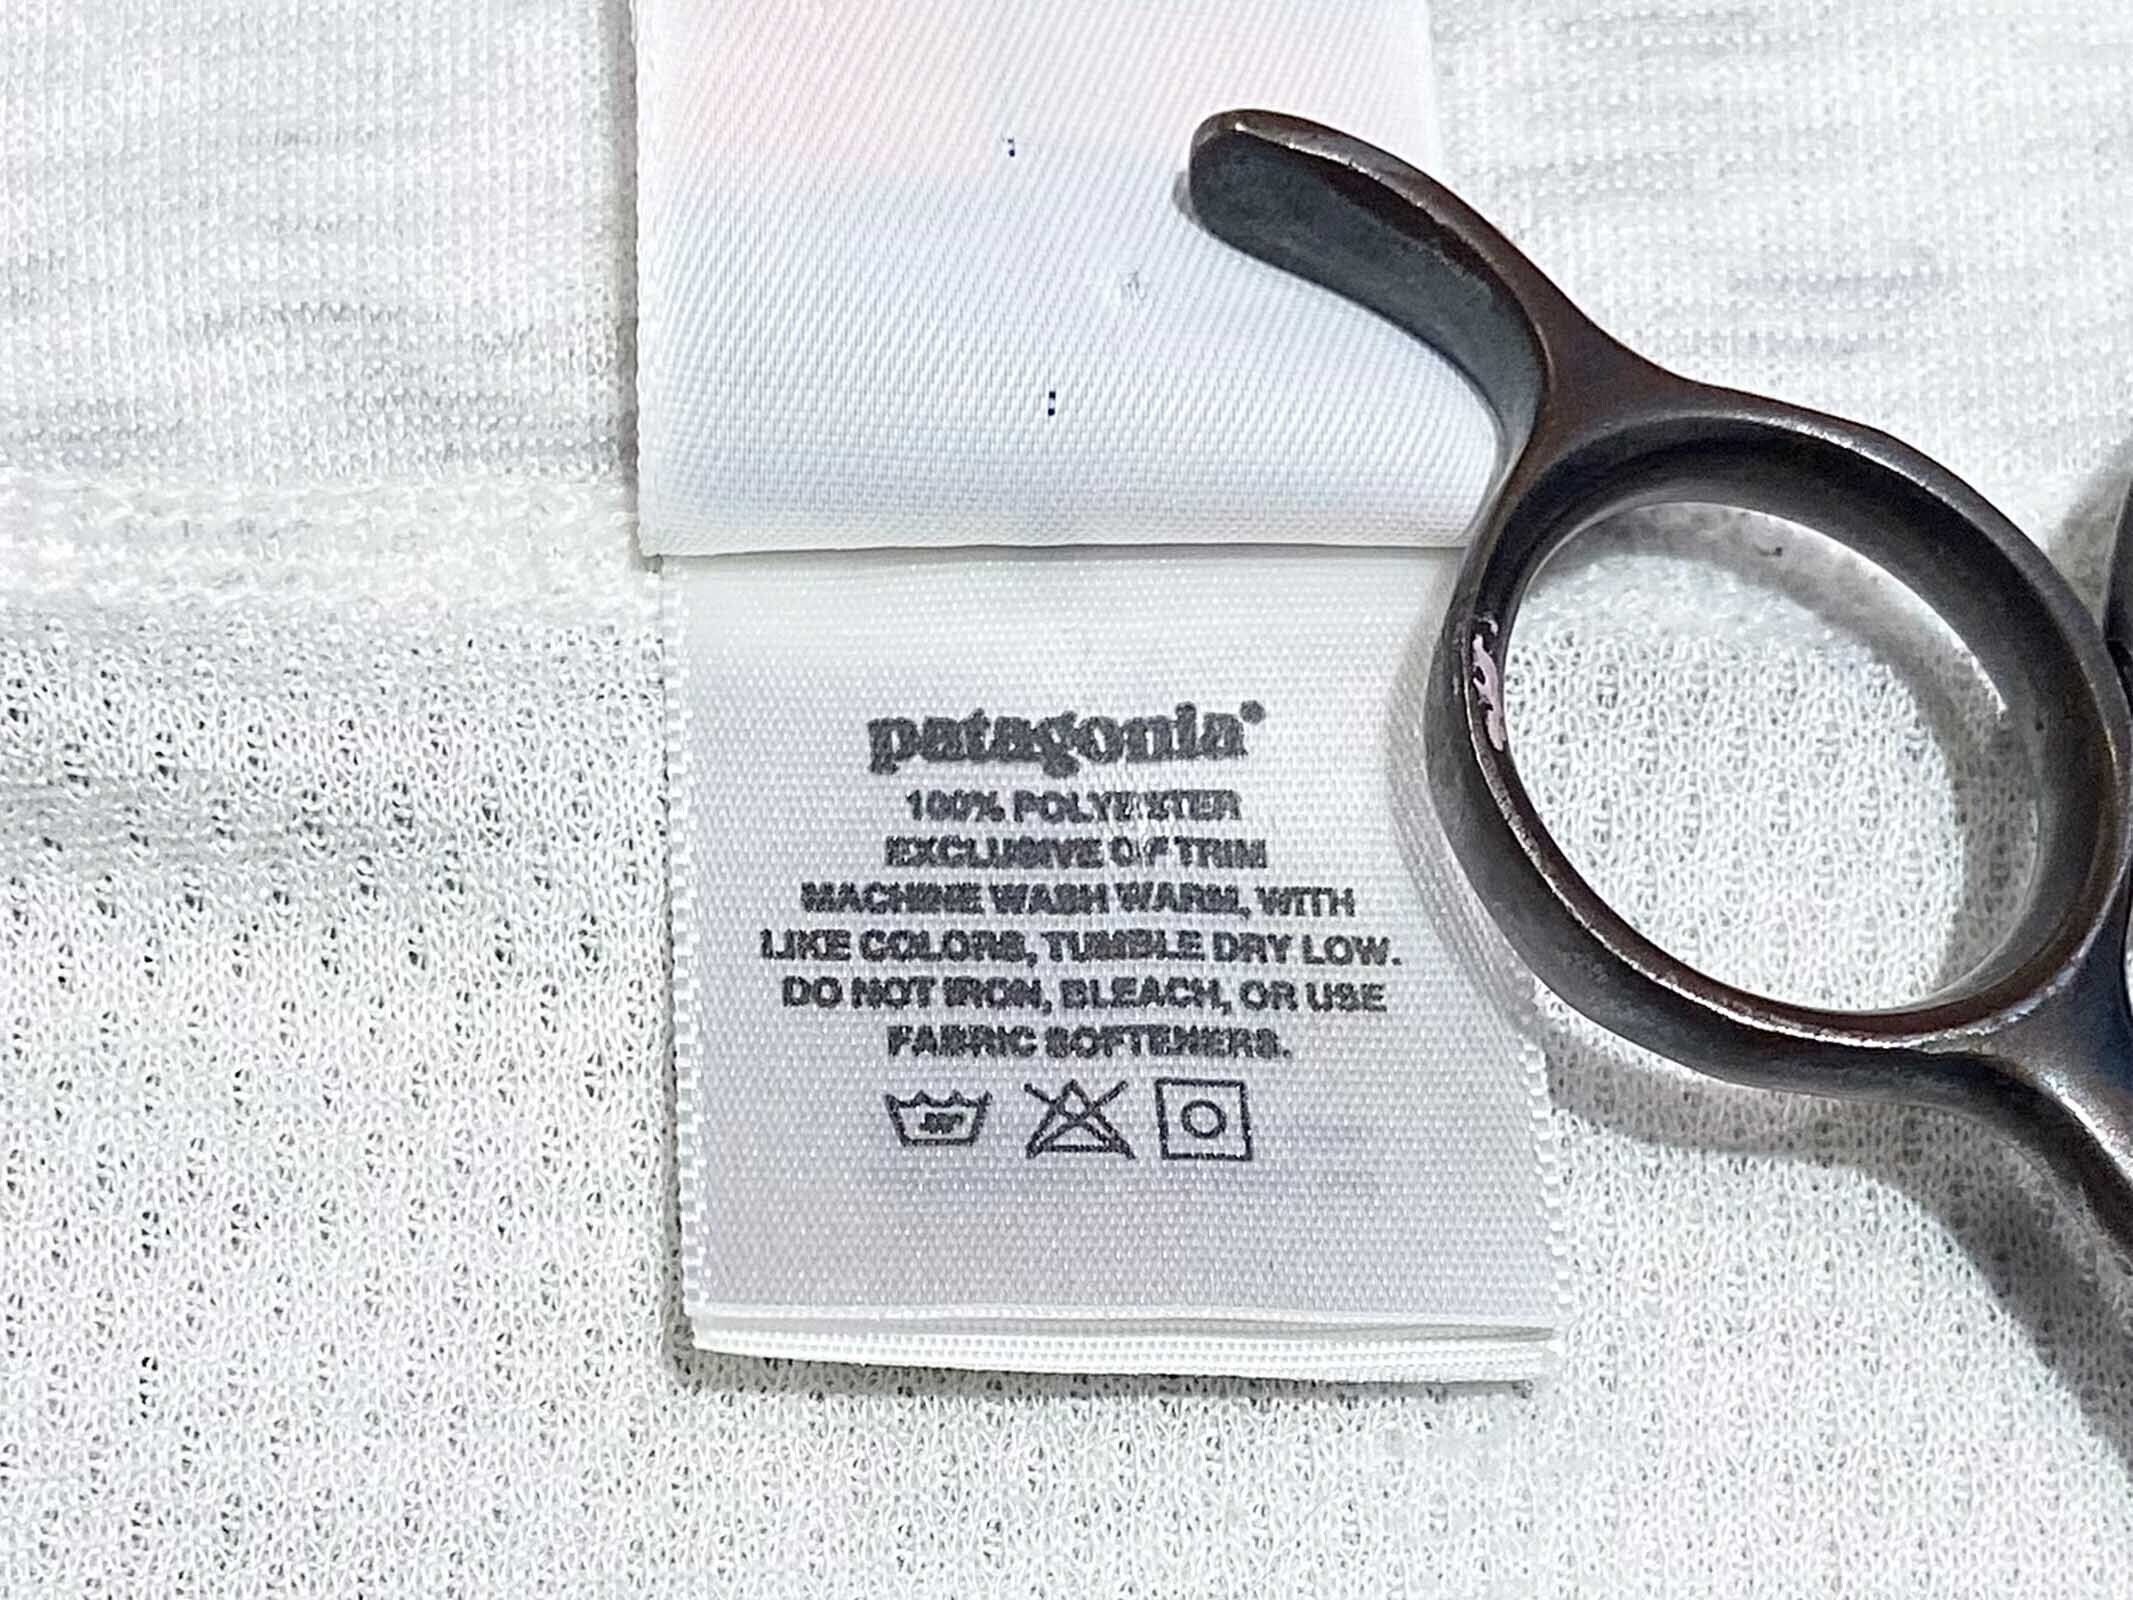 patagonia®
100% POLYESTER
EXCLUSIVE OF TRIM
MACHINE WASH WARM, WITH
LIKE COLORS, TUMBLE DRY LOW.
DO NOT IRON, BLEACH, OR USE
FABRIC SOFTENERS.